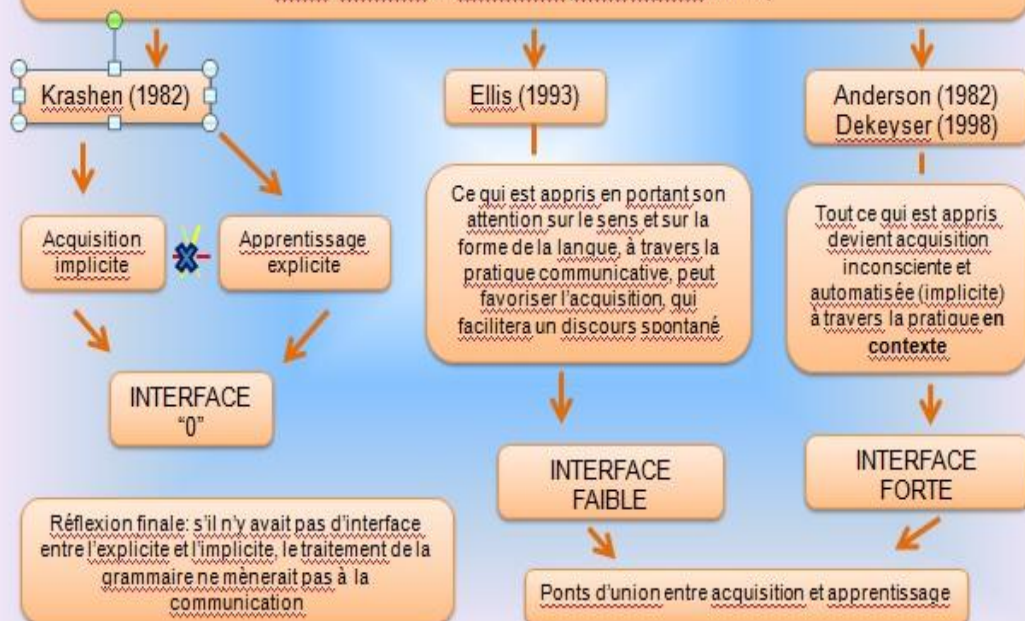 Krashen (1982)
Ellis (1993)
Anderson (1982)
Dekeyser (1998)
Acquisition
implicite
Apprentissage
explicite
Ce qui est appris en portant son
attention sur le sens et sur la
forme de la langue, à travers la
pratique communicative, peut
favoriser l'acquisition, qui
facilitera un discours spontané
Tout ce qui est appris
devient acquisition
inconsciente et
automatisée (implicite)
à travers la pratique en
contexte
INTERFACE
“0”
INTERFACE
FAIBLE
INTERFACE
FORTE
Réflexion finale: s'il n'y avait pas d'interface
entre l'explicite et l'implicite, le traitement de la
grammaire ne mènerait pas à la
communication
Ponts d'union entre acquisition et apprentissage